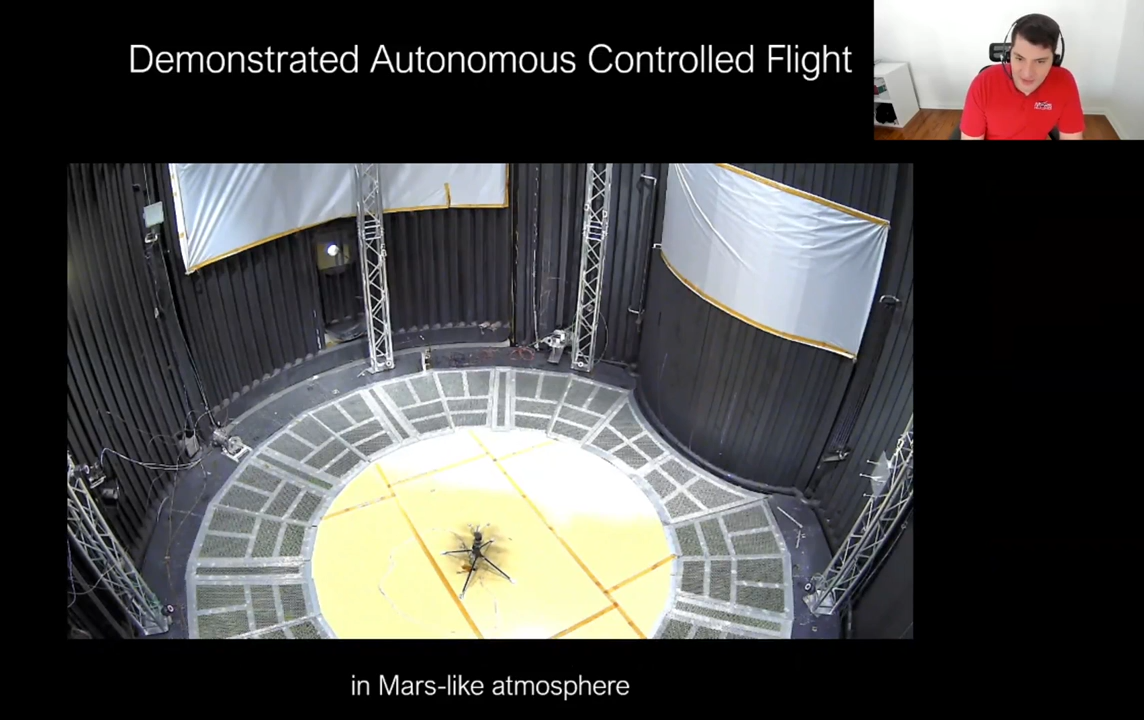 Demonstrated Autonomous Controlled Flight
in Mars-like atmosphere